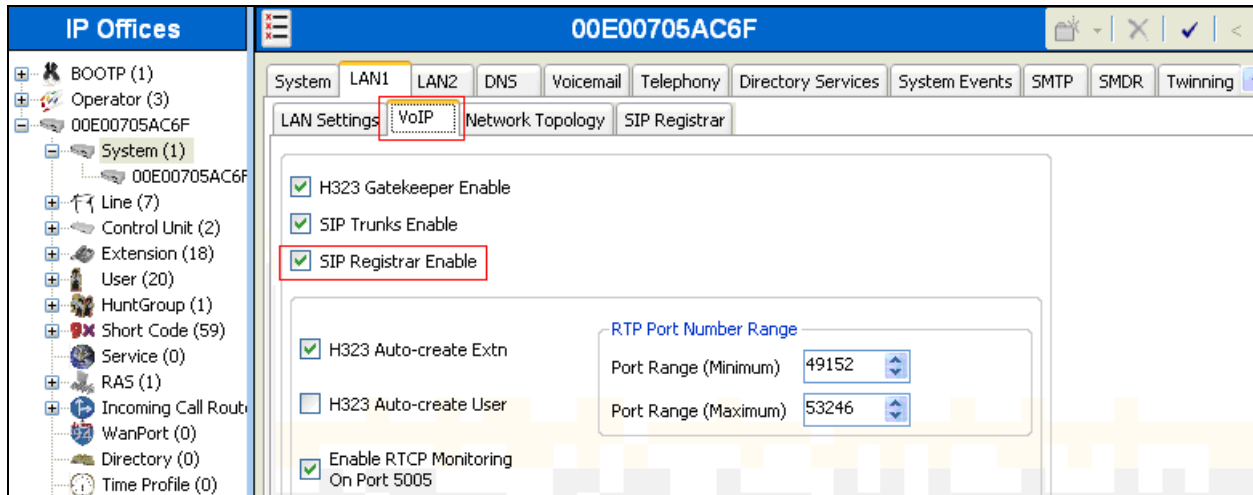 IP Offices
00E00705AC6F
BOOTP (1)
Operator (3)
00E00705AC6F
System (1)
00E00705AC6F
Line (7)
Control Unit (2)
Extension (18)
User (20)
HuntGroup (1)
Short Code (59)
Service (0)
RAS (1)
Incoming Call Route
WanPort (0)
Directory (0)
Time Profile (0)
System LAN1 LAN2 DNS Voicemail Telephony Directory Services System Events SMTP SMDR Twinning
LAN Settings VoIP Network Topology SIP Registrar
H323 Gatekeeper Enable
SIP Trunks Enable
SIP Registrar Enable
H323 Auto-create Extn
H323 Auto-create User
Enable RTCP Monitoring
On Port 5005
RTP Port Number Range
Port Range (Minimum) 49152
Port Range (Maximum) 53246